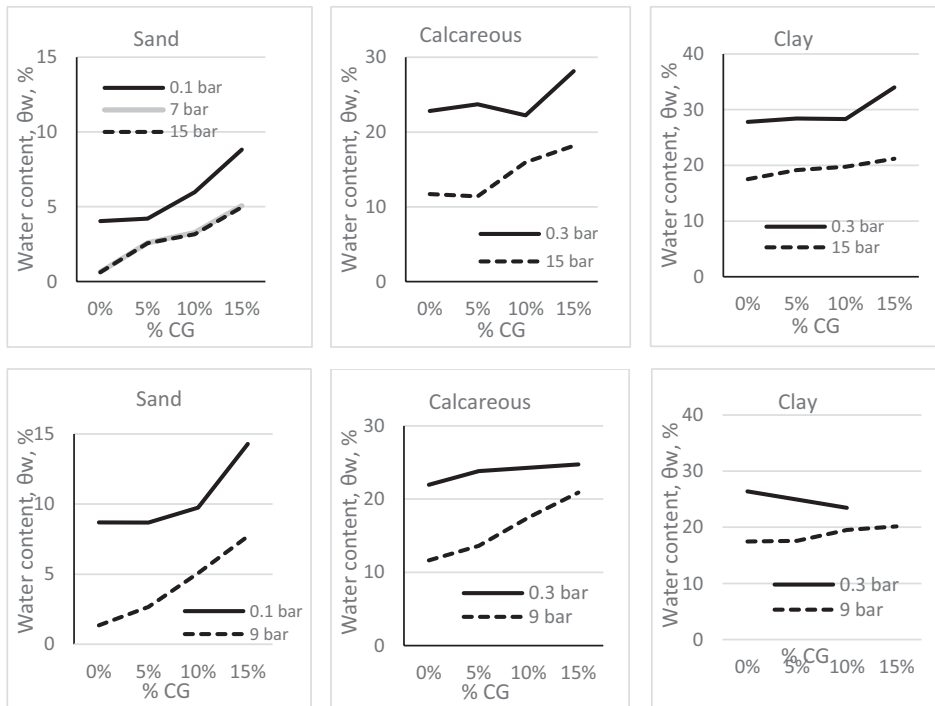 Sand
Water content, θw, %
15
10
5
0
0.1 bar
7 bar
15 bar
0% 5% 10% 15%
% CG
Calcareous
Water content, θw, %
30
20
10
0
0.3 bar
15 bar
0% 5% 10% 15%
% CG
Clay
Water content, θw, %
40
30
20
10
0
0.3 bar
15 bar
0% 5% 10% 15%
% CG
Sand
Water content, θw, %
15
10
5
0
0.1 bar
9 bar
0% 5% 10% 15%
% CG
Calcareous
Water content, θw, %
30
20
10
0
0.3 bar
9 bar
0% 5% 10% 15%
% CG
Clay
Water content, θw, %
40
30
20
10
0
0.3 bar
9 bar
% CG
0% 5% 10% 15%